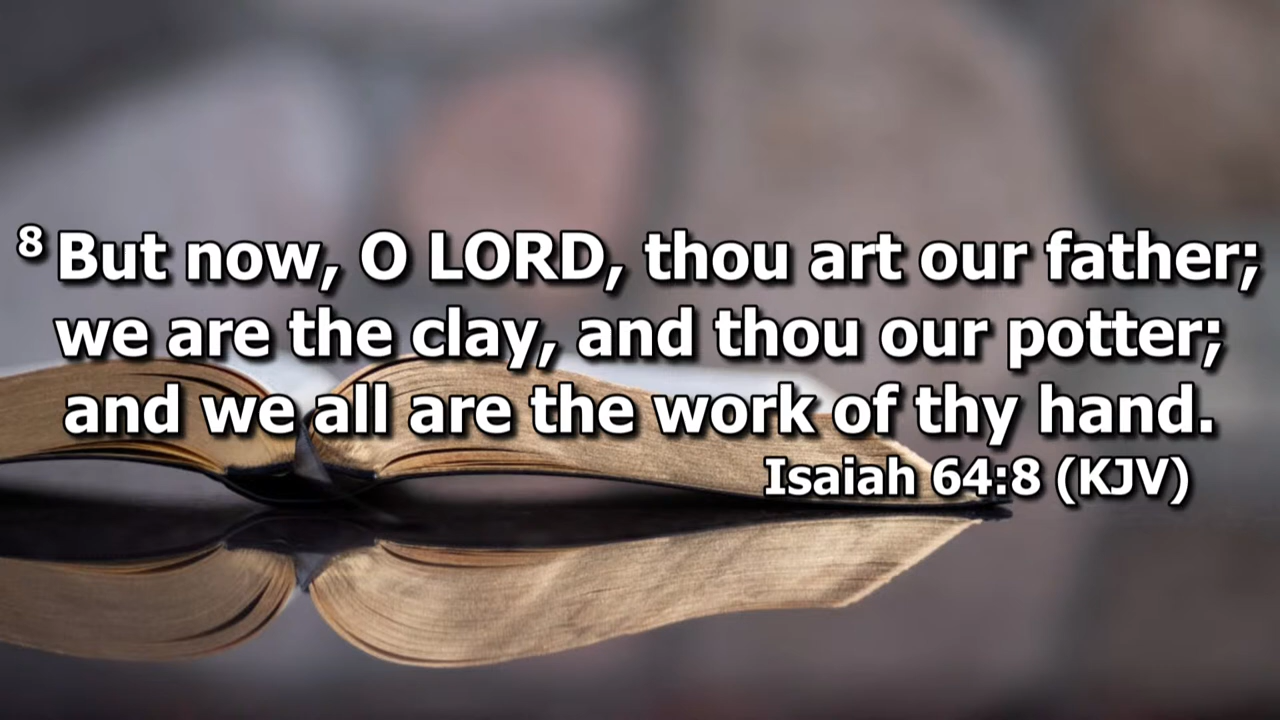 8 But now, O LORD, thou art our father;
we are the clay, and thou our potter;
and we all are the work of thy hand.
Isaiah 64:8 (KJV)